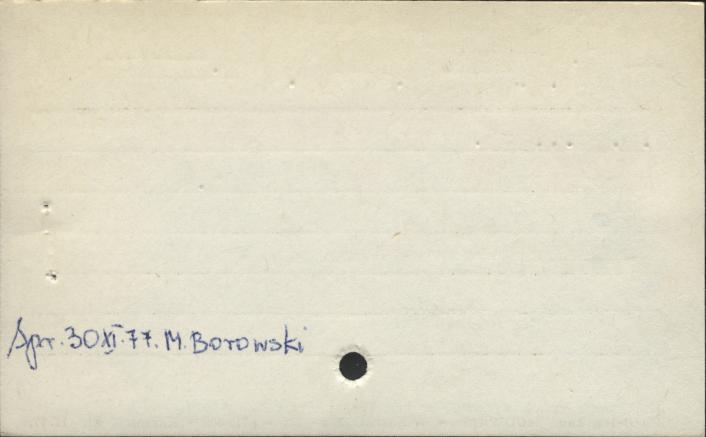 Spr. 30 XI. 77. M. Borowski